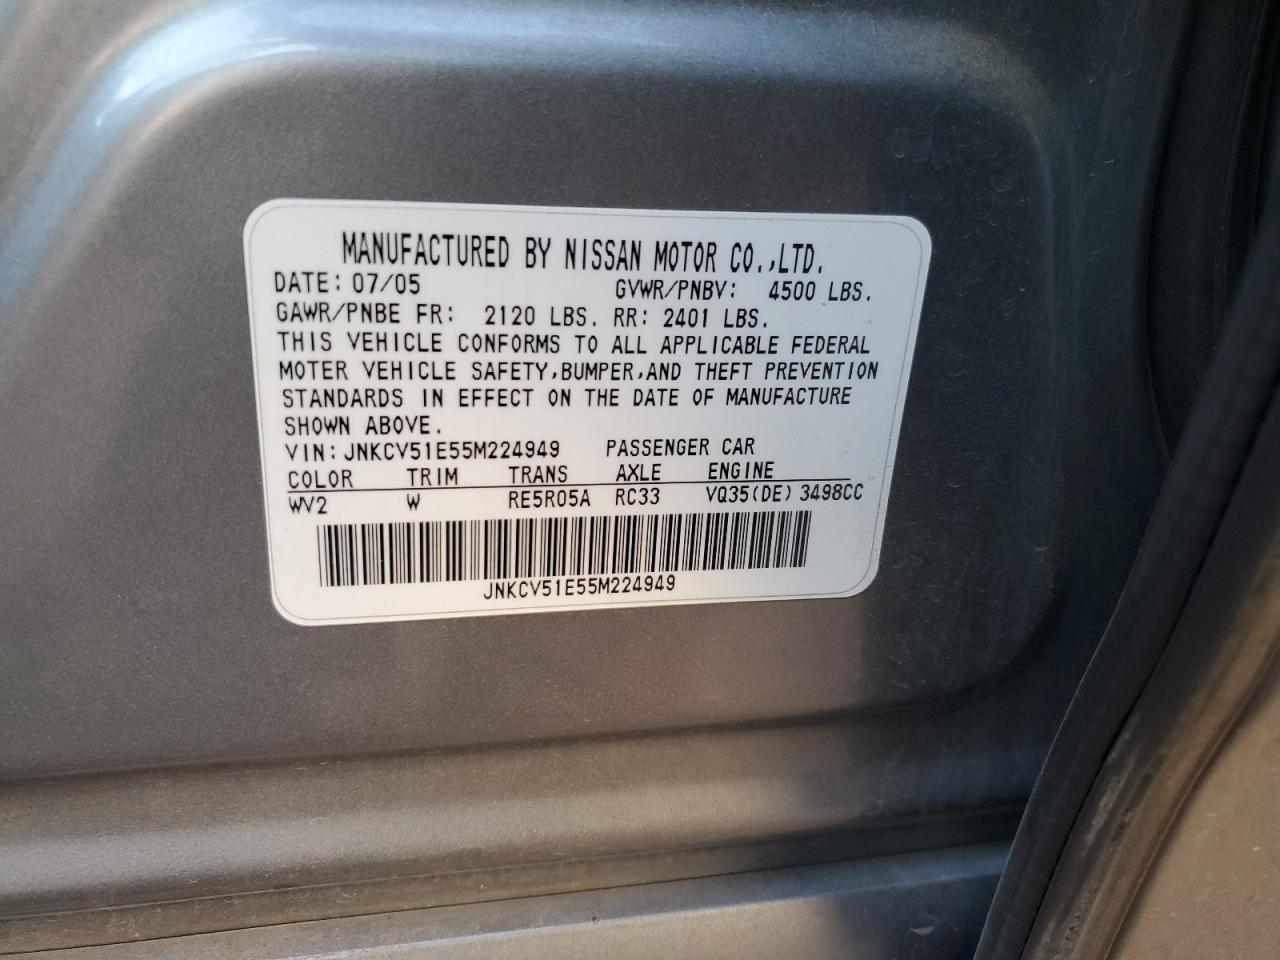 MANUFACTURED BY NISSAN MOTOR CO.,LTD.
DATE: 07/05 GVWR/PNBV: 4500 LBS.
GAWR/PNBE FR: 2120 LBS. RR: 2401 LBS.
THIS VEHICLE CONFORMS TO ALL APPLICABLE FEDERAL
MOTER VEHICLE SAFETY,BUMPER,AND THEFT PREVENTION
STANDARDS IN EFFECT ON THE DATE OF MANUFACTURE
SHOWN ABOVE.
VIN: JNKCV51E55M224949 PASSENGER CAR
COLOR TRIM TRANS AXLE ENGINE
WV2 W RE5R05A RC33 VQ35(DE) 3498CC
JNKCV51E55M224949